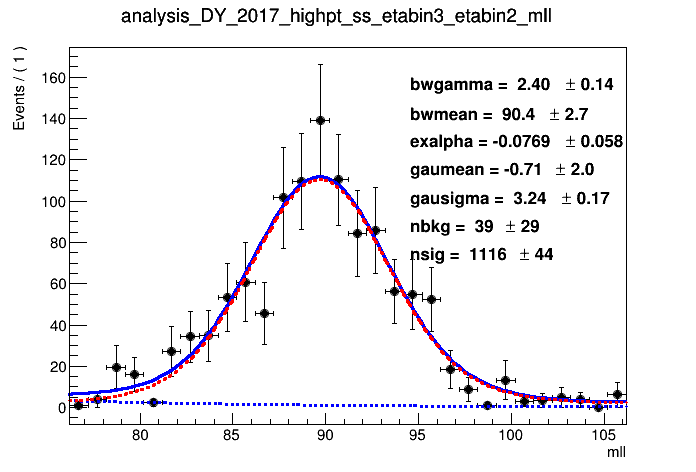 analysis_DY_2017_highpt_ss_etabin3_etabin2_mll
Events / ( 1 )
160
140
120
100
80
60
40
20
0
bwgamma = 2.40 ± 0.14
bwmean = 90.4 ± 2.7
exalpha = -0.0769 ± 0.058
gaumean = -0.71 ± 2.0
gausigma = 3.24 ± 0.17
nbkg = 39 ± 29
nsig = 1116 ± 44
80 85 90 95 100 105
mll